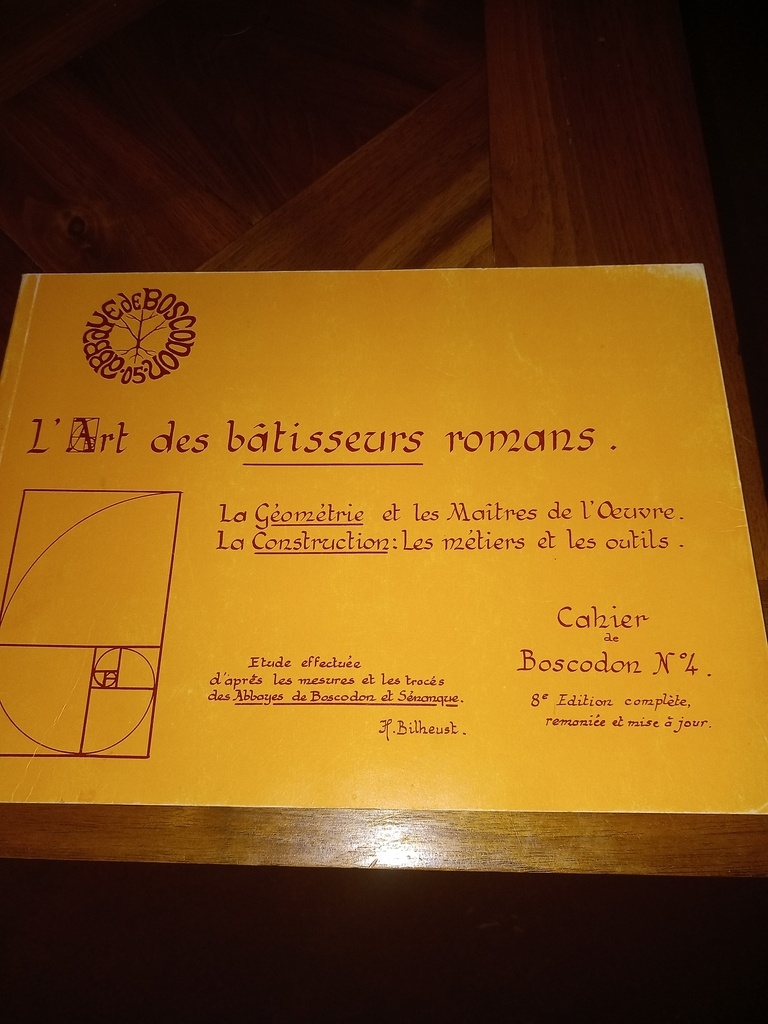 abbaye de BOSCODON .05.
L'Art des bâtisseurs romans.
La Géométrie et les Maîtres de l'Œuvre.
La Construction: Les métiers et les outils.
Cahier
de
Boscodon N°4.
8e Edition complète,
remaniée et mise à jour.
Etude effectuée
d'après les mesures et les tracés
des Abbayes de Boscodon et Sénanque.
H. Bilheust.